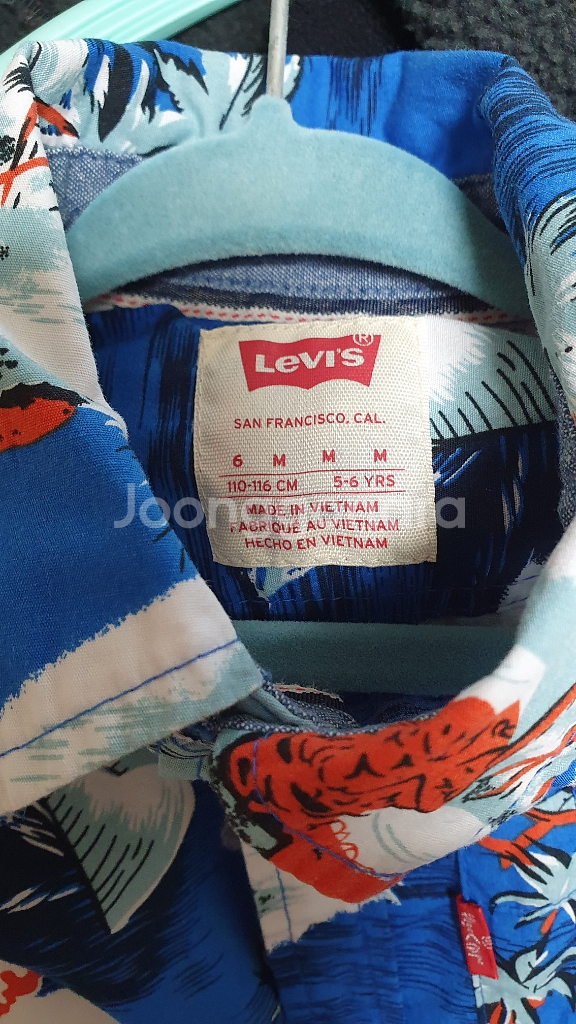 LEVI'S®
SAN FRANCISCO, CAL.
6 M M M
110-116 CM 5-6 YRS
MADE IN VIETNAM
FABRIQUÉ AU VIETNAM
HECHO EN VIETNAM